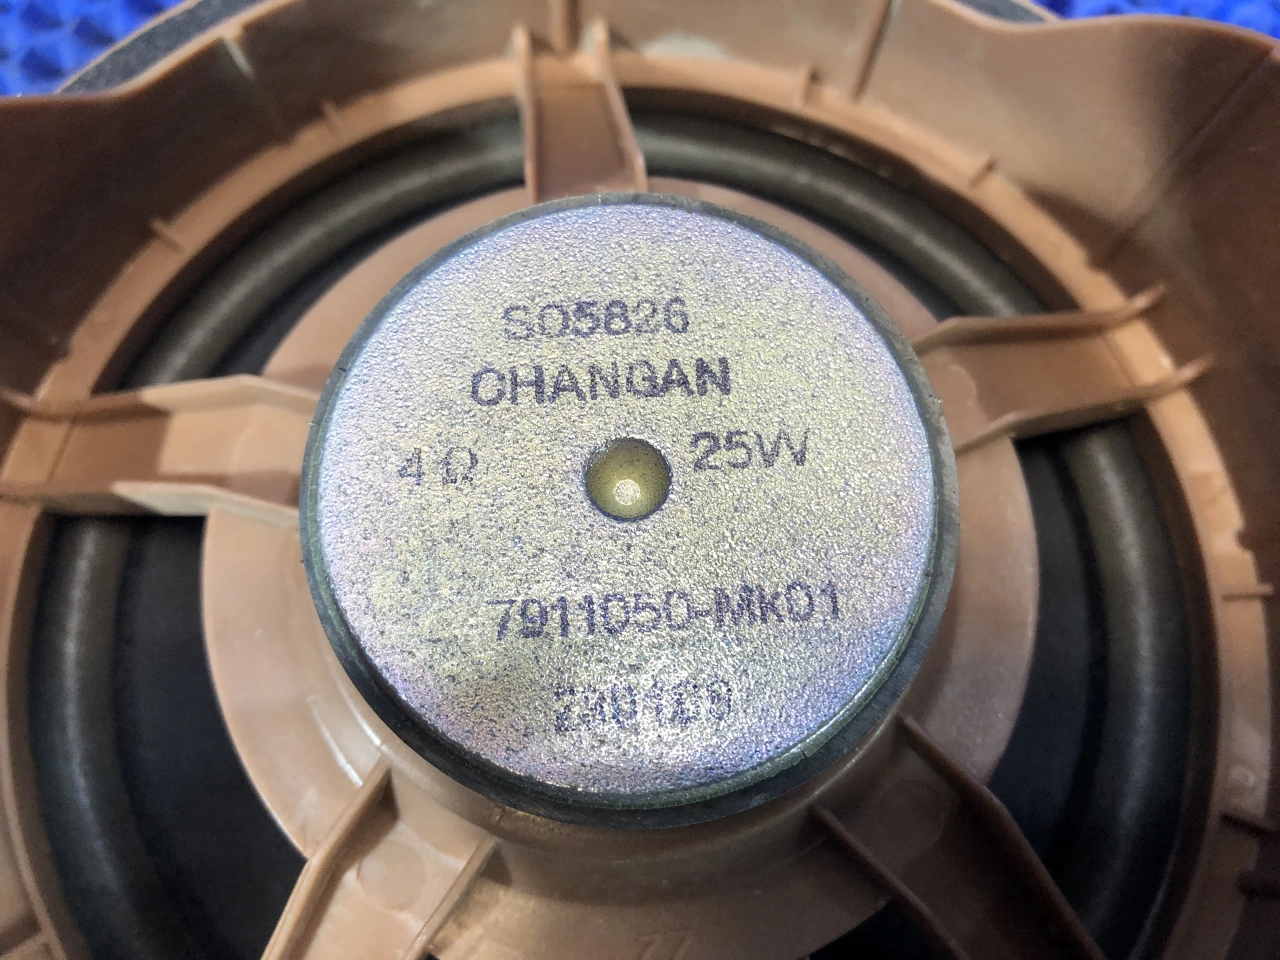 SO5826
CHANGAN
4Ω 25W
7911050-MK01